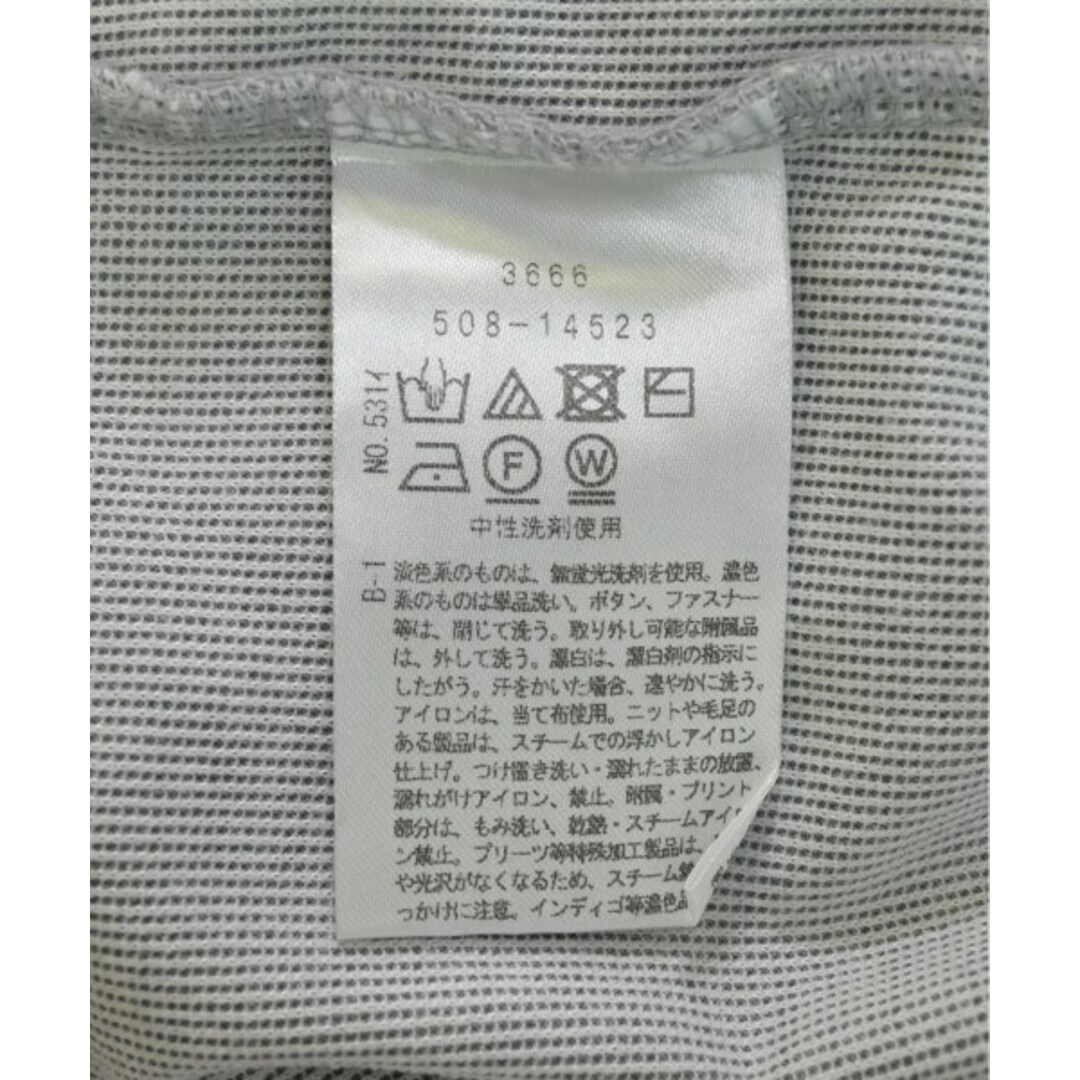 3666
508-14523
NO.5314
F W
中性洗剤使用
B-1
淡色系のものは、無蛍光洗剤を使用。濃色
系のものは単品洗い。ボタン、ファスナー
等は、閉じて洗う。取り外し可能な附属品
は、外して洗う。漂白は、漂白剤の指示に
したがう。汗をかいた場合、速やかに洗う。
アイロンは、当て布使用。ニットや毛足の
ある製品は、スチームでの浮かしアイロン
仕上げ。つけ置き洗い・濡れたままの放置、
濡れがけアイロン、禁止。附属・プリント
部分は、もみ洗い、乾熱・スチームアイロ
ン禁止。プリーツ等特殊加工製品は、
や光沢がなくなるため、スチーム
っかけに注意。インディゴ等濃色